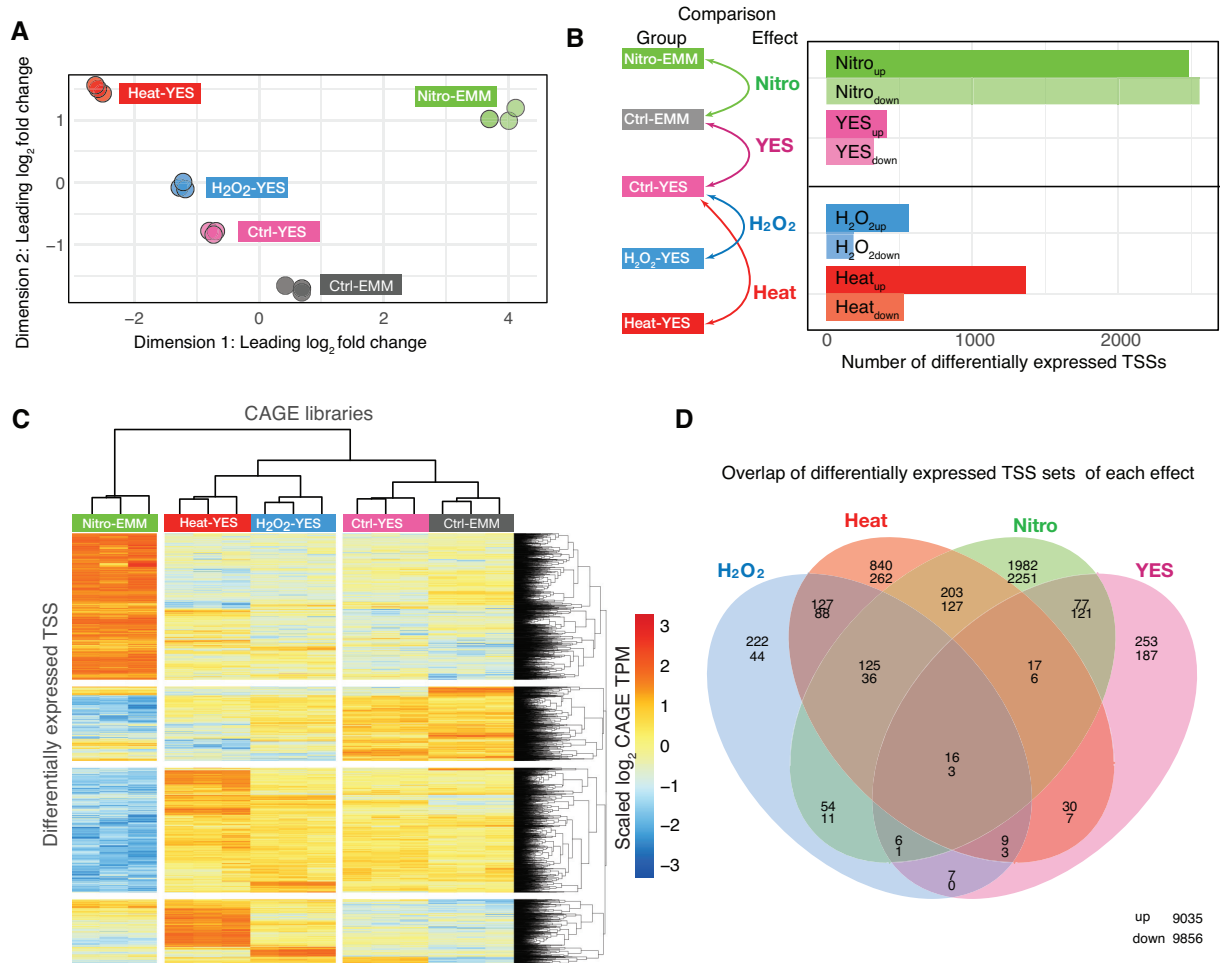 A
Dimension 2: Leading log2 fold change
1
0
−1
−2
0
2
4
Dimension 1: Leading log2 fold change
Heat-YES
Nitro-EMM
H2O2-YES
Ctrl-YES
Ctrl-EMM
B
Comparison
Group
Effect
Nitro-EMM
Ctrl-EMM
Ctrl-YES
H2O2-YES
Heat-YES
Nitro
YES
H2O2
Heat
Nitroup
Nitrodown
YESup
YESdown
H2O2up
H2O2down
Heatup
Heatdown
0
1000
2000
Number of differentially expressed TSSs
C
CAGE libraries
Nitro-EMM
Heat-YES
H2O2-YES
Ctrl-YES
Ctrl-EMM
Differentially expressed TSS
Scaled log2 CAGE TPM
3
2
1
0
−1
−2
−3
D
Overlap of differentially expressed TSS sets of each effect
H2O2
Heat
Nitro
YES
840
262
1982
2251
203
127
127
88
77
121
222
44
253
187
125
36
17
6
16
3
54
11
30
7
6
1
9
3
7
0
up 9035
down 9856